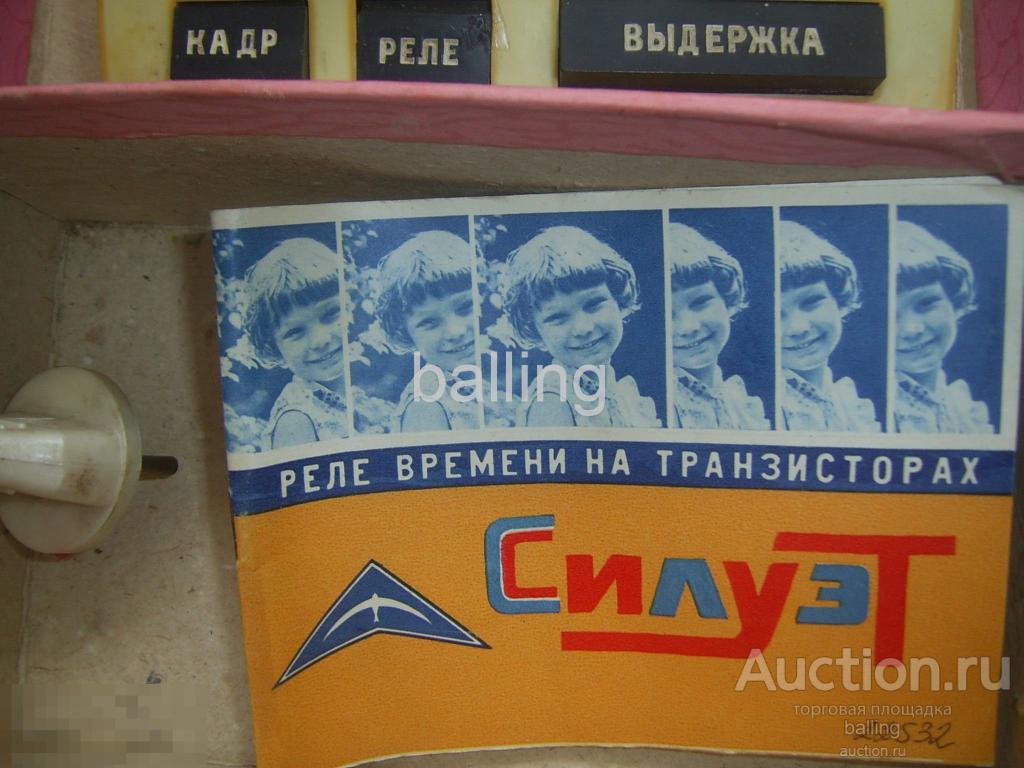 КАДР РЕЛЕ ВЫДЕРЖКА
balling
РЕЛЕ ВРЕМЕНИ НА ТРАНЗИСТОРАХ
Силуэт
Auction.ru
торговая площадка
balling
auction.ru